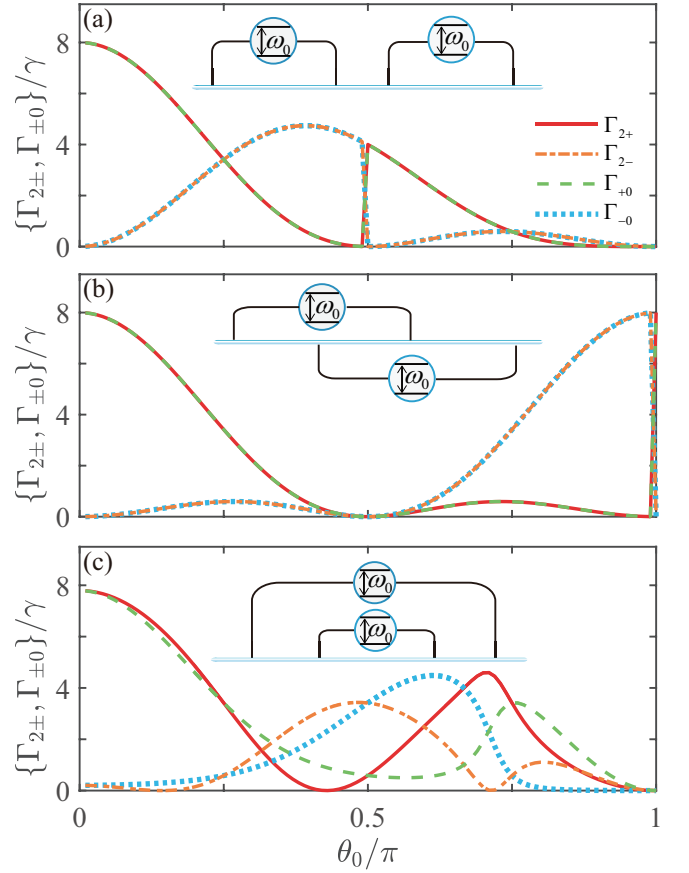 (a)
ω₀
ω₀
8
4
0
{Γ₂±, Γ±₀}/γ
Γ₂₊
Γ₂₋
Γ₊₀
Γ₋₀
(b)
ω₀
ω₀
8
4
0
{Γ₂±, Γ±₀}/γ
(c)
ω₀
ω₀
8
4
0
{Γ₂±, Γ±₀}/γ
0 0.5 1
θ₀/π